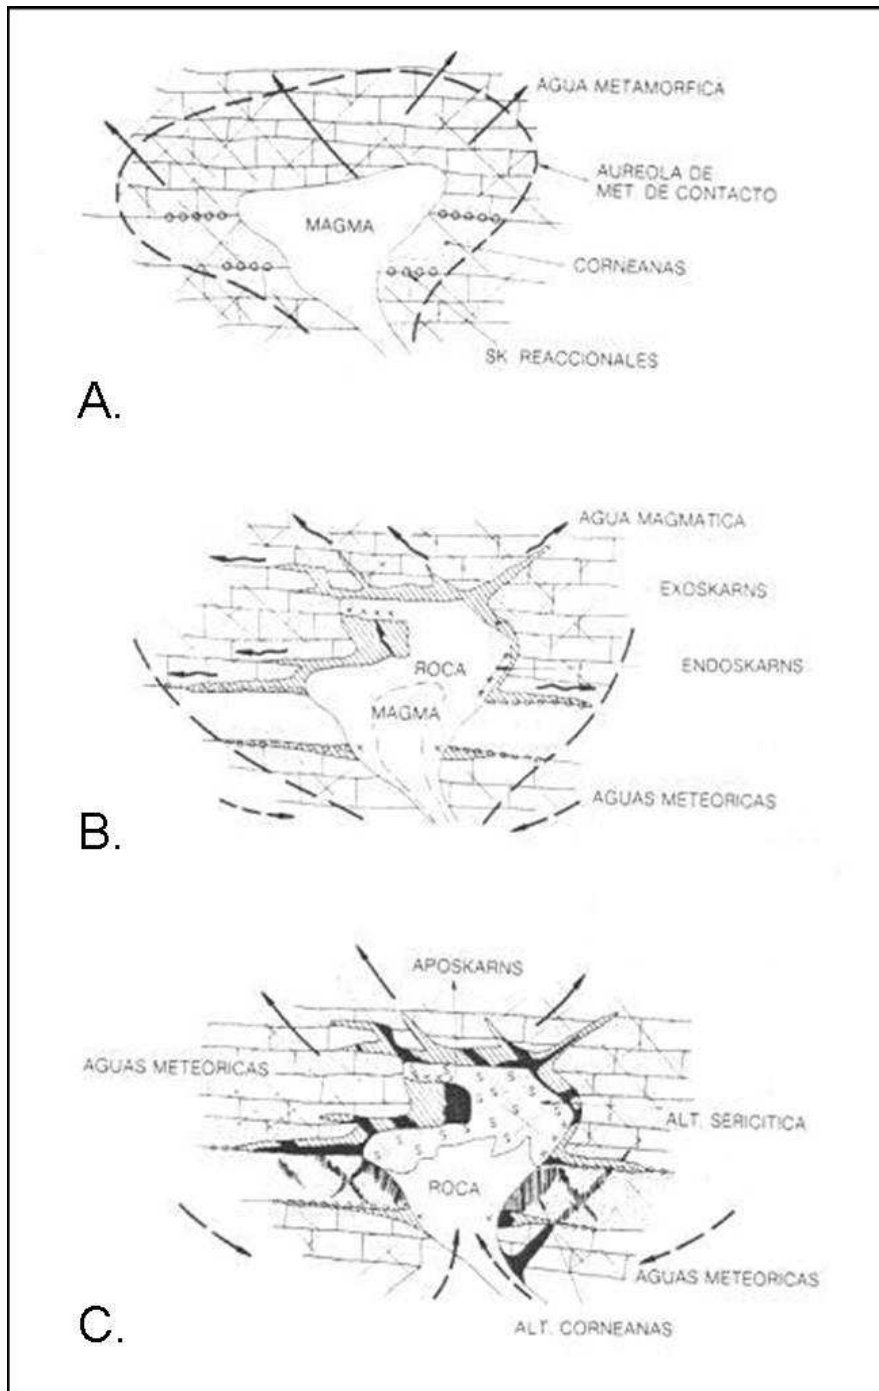 AGUA METAMORFICA
AUREOLA DE
MET. DE CONTACTO
MAGMA
CORNEANAS
SK. REACCIONALES
A.
AGUA MAGMATICA
EXOSKARNS
ENDOSKARNS
ROCA
MAGMA
AGUAS METEORICAS
B.
APOSKARNS
AGUAS METEORICAS
ALT. SERICITICA
ROCA
AGUAS METEORICAS
ALT. CORNEANAS
C.